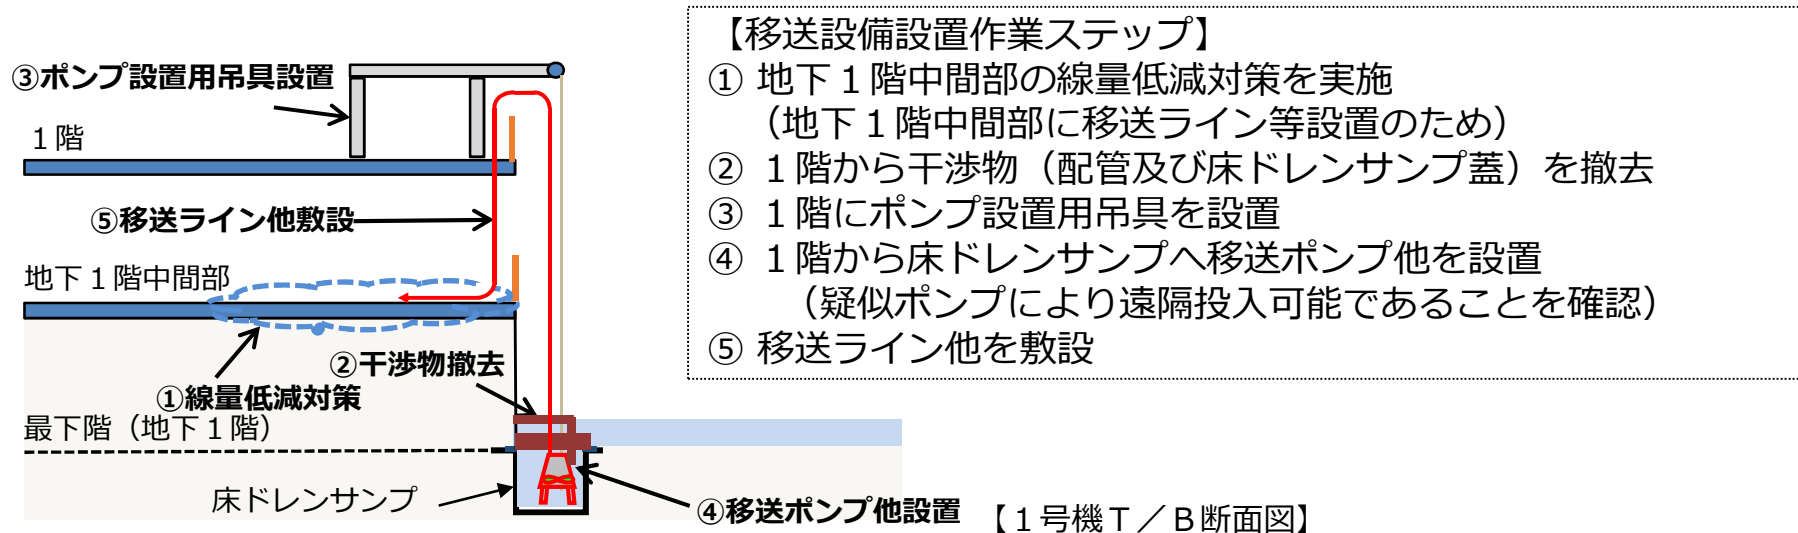 【移送設備設置作業ステップ】
① 地下１階中間部の線量低減対策を実施
（地下１階中間部に移送ライン等設置のため）
② １階から干渉物（配管及び床ドレンサンプ蓋）を撤去
③ １階にポンプ設置用吊具を設置
④ １階から床ドレンサンプへ移送ポンプ他を設置
（疑似ポンプにより遠隔投入可能であることを確認）
⑤ 移送ライン他を敷設
③ポンプ設置用吊具設置
１階
⑤移送ライン他敷設
地下１階中間部
②干渉物撤去
①線量低減対策
最下階（地下１階）
床ドレンサンプ
④移送ポンプ他設置
【１号機Ｔ／Ｂ断面図】